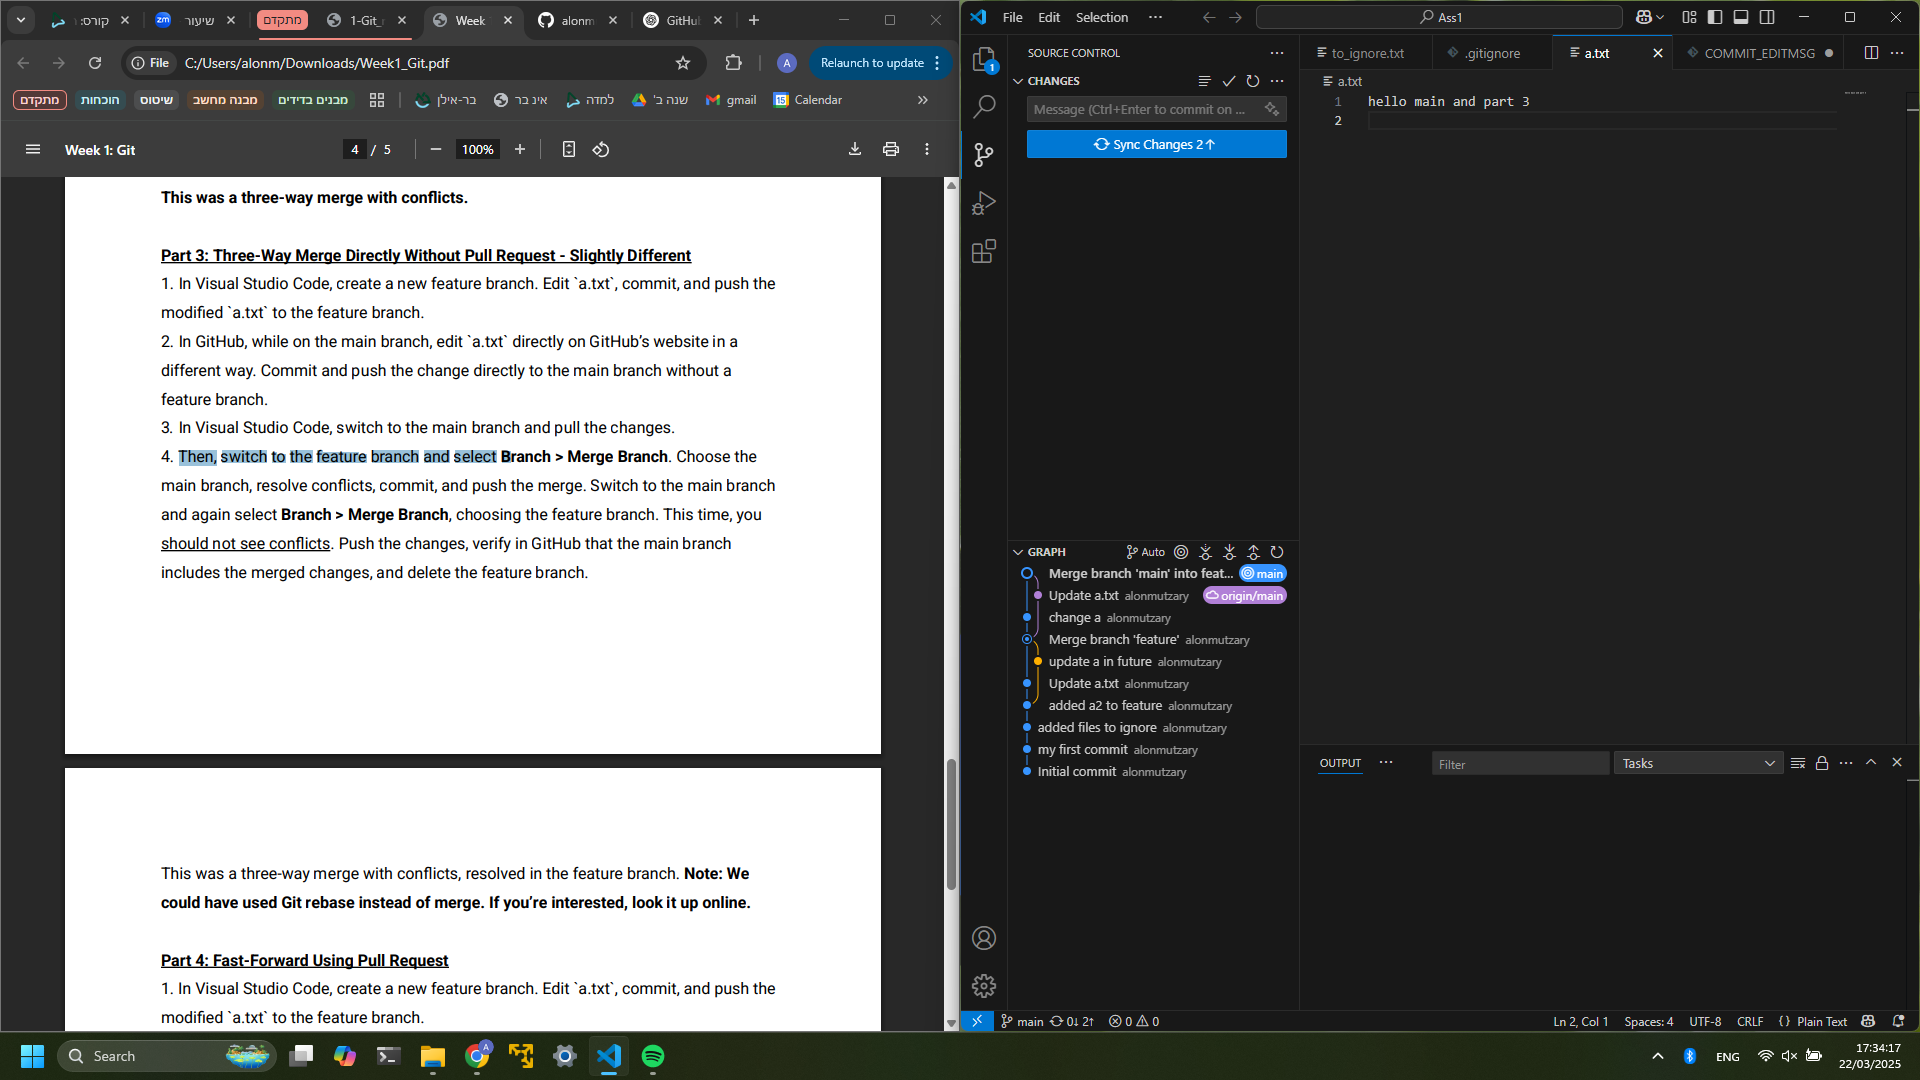 קורס:
שיעור
מתקדם
1-Git_
Week
alonm
GitHub
File
C:/Users/alonm/Downloads/Week1_Git.pdf
A
Relaunch to update
מתקדם
הוכחות
שיטוס
מבנה מחשב
מבנים בדידים
בר-אילן
אינ בר
למדה
שנה ב'
gmail
Calendar
Week 1: Git
4 / 5
100%
This was a three-way merge with conflicts.
Part 3: Three-Way Merge Directly Without Pull Request - Slightly Different
1. In Visual Studio Code, create a new feature branch. Edit `a.txt`, commit, and push the
modified `a.txt` to the feature branch.
2. In GitHub, while on the main branch, edit `a.txt` directly on GitHub’s website in a
different way. Commit and push the change directly to the main branch without a
feature branch.
3. In Visual Studio Code, switch to the main branch and pull the changes.
4. Then, switch to the feature branch and select Branch > Merge Branch. Choose the
main branch, resolve conflicts, commit, and push the merge. Switch to the main branch
and again select Branch > Merge Branch, choosing the feature branch. This time, you
should not see conflicts. Push the changes, verify in GitHub that the main branch
includes the merged changes, and delete the feature branch.
This was a three-way merge with conflicts, resolved in the feature branch. Note: We
could have used Git rebase instead of merge. If you’re interested, look it up online.
Part 4: Fast-Forward Using Pull Request
1. In Visual Studio Code, create a new feature branch. Edit `a.txt`, commit, and push the
modified `a.txt` to the feature branch.
File Edit Selection ···
Ass1
SOURCE CONTROL
CHANGES
Message (Ctrl+Enter to commit on ...
Sync Changes 2↑
1
to_ignore.txt
.gitignore
a.txt
COMMIT_EDITMSG
a.txt
1 hello main and part 3
2
GRAPH
Auto
Merge branch 'main' into feat... main
Update a.txt alonmutzary origin/main
change a alonmutzary
Merge branch 'feature' alonmutzary
update a in future alonmutzary
Update a.txt alonmutzary
added a2 to feature alonmutzary
added files to ignore alonmutzary
my first commit alonmutzary
Initial commit alonmutzary
OUTPUT
Filter
Tasks
main 0↓ 2↑ 0 0
Ln 2, Col 1 Spaces: 4 UTF-8 CRLF {} Plain Text
Search
ENG
17:34:17
22/03/2025